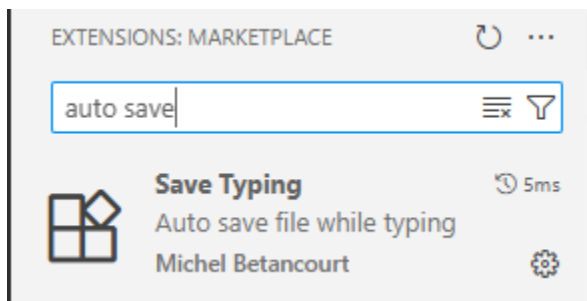 EXTENSIONS: MARKETPLACE
auto save
Save Typing 5ms
Auto save file while typing
Michel Betancourt